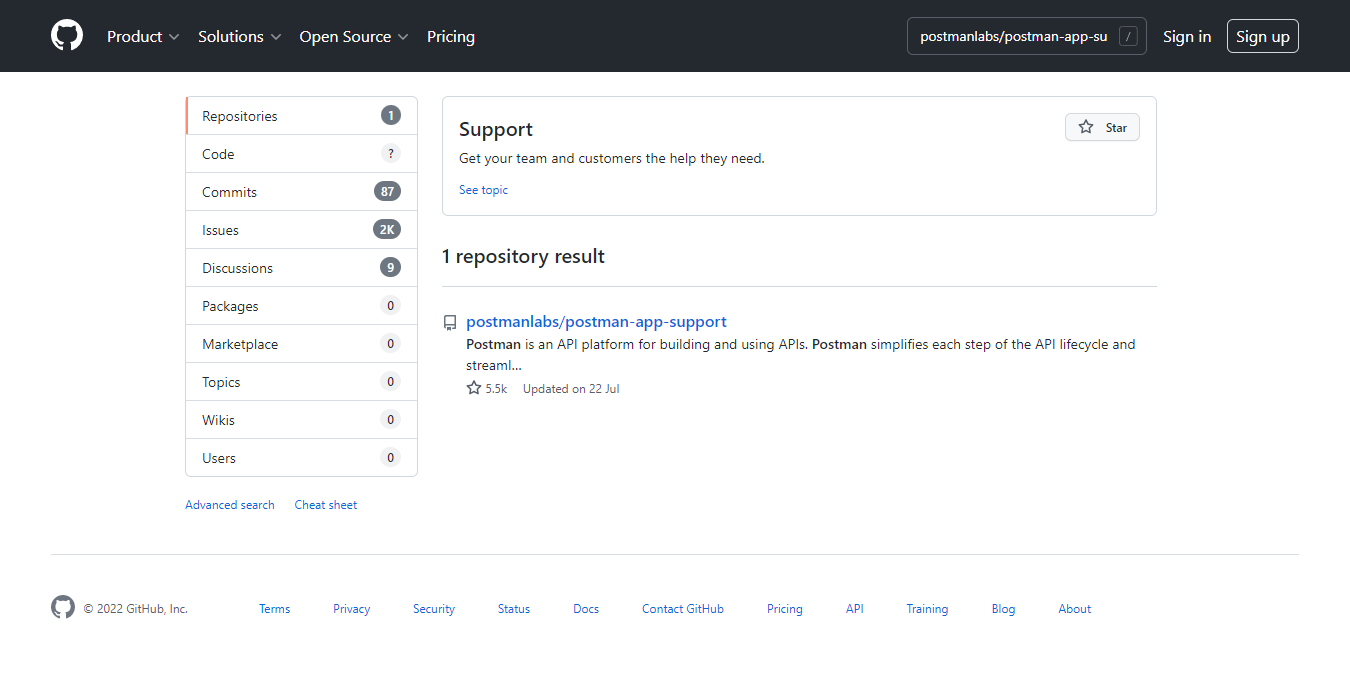 Product Solutions Open Source Pricing postmanlabs/postman-app-su / Sign in Sign up
Repositories 1
Code ?
Commits 87
Issues 2K
Discussions 9
Packages 0
Marketplace 0
Topics 0
Wikis 0
Users 0
Advanced search Cheat sheet
Support
Star
Get your team and customers the help they need.
See topic
1 repository result
postmanlabs/postman-app-support
Postman is an API platform for building and using APIs. Postman simplifies each step of the API lifecycle and
streaml...
5.5k Updated on 22 Jul
© 2022 GitHub, Inc. Terms Privacy Security Status Docs Contact GitHub Pricing API Training Blog About